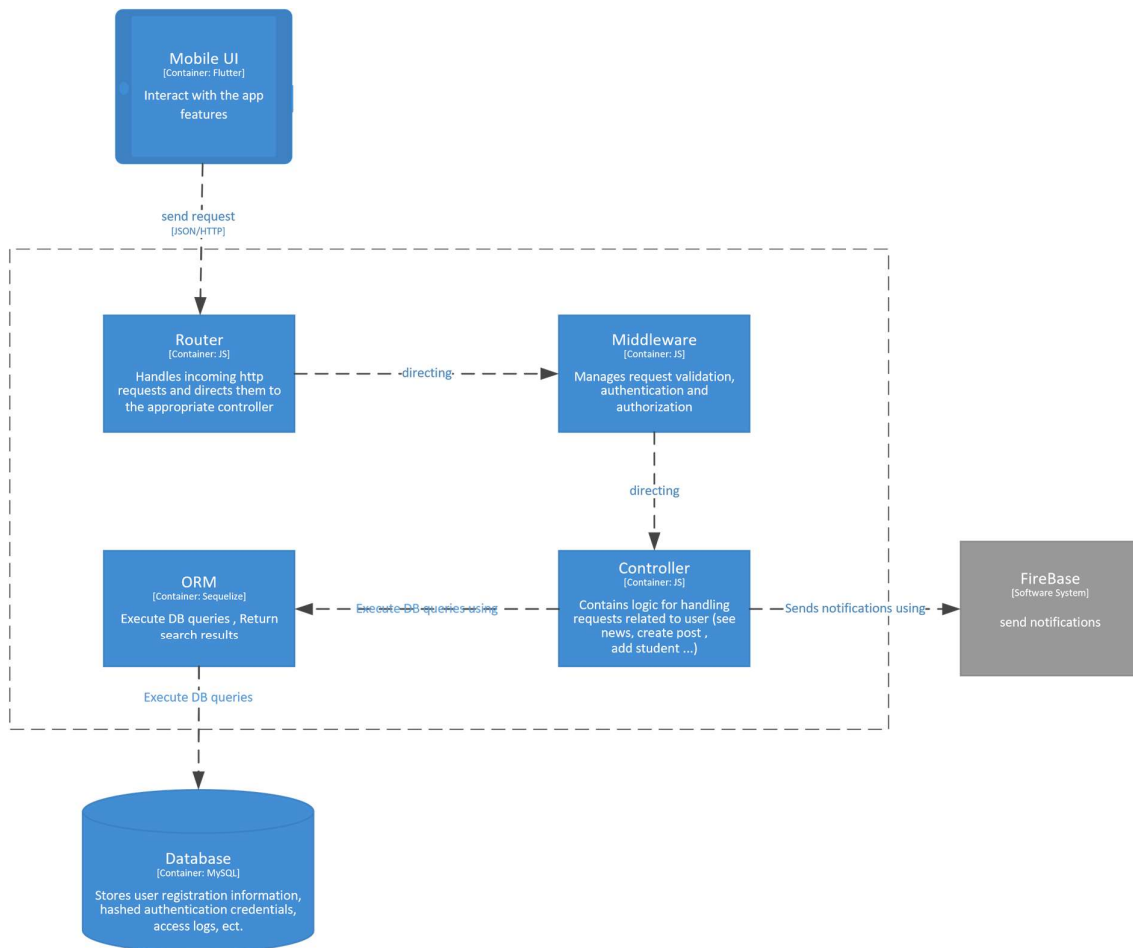 Mobile UI
[Container: Flutter]
Interact with the app
features
send request
[JSON/HTTP]
Router
[Container: JS]
Handles incoming http
requests and directs them to
the appropriate controller
directing
Middleware
[Container: JS]
Manages request validation,
authentication and
authorization
directing
ORM
[Container: Sequelize]
Execute DB queries , Return
search results
Execute DB queries using
Controller
[Container: JS]
Contains logic for handling
requests related to user (see
news, create post ,
add student ...)
Sends notifications using
FireBase
[Software System]
send notifications
Execute DB queries
Database
[Container: MySQL]
Stores user registration information,
hashed authentication credentials,
access logs, ect.